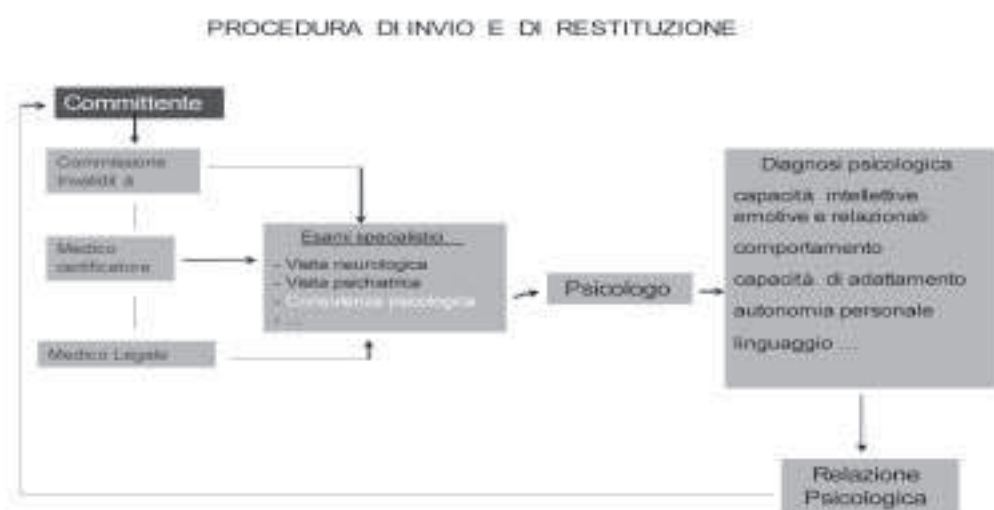 PROCEDURA DI INVIO E DI RESTITUZIONE
Committente
Commissione
Invalidità
Medico
certificatore
Medico Legale
Esami specialistici...
- Visita neurologica
- Visita psichiatrica
- Consulenza psicologica
- ...
Psicologo
Diagnosi psicologica
capacità intellettive
emotive e relazionali
comportamento
capacità di adattamento
autonomia personale
linguaggio ...
Relazione
Psicologica